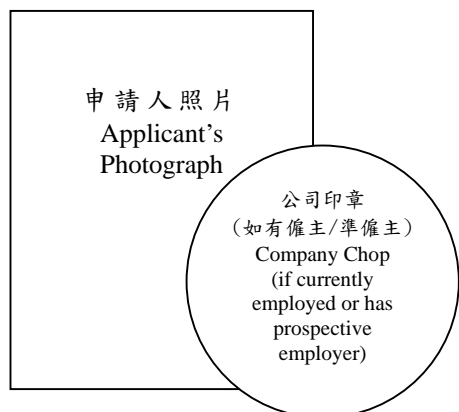 申請人照片
Applicant's
Photograph
公司印章
(如有僱主/準僱主)
Company Chop
(if currently
employed or has
prospective
employer)